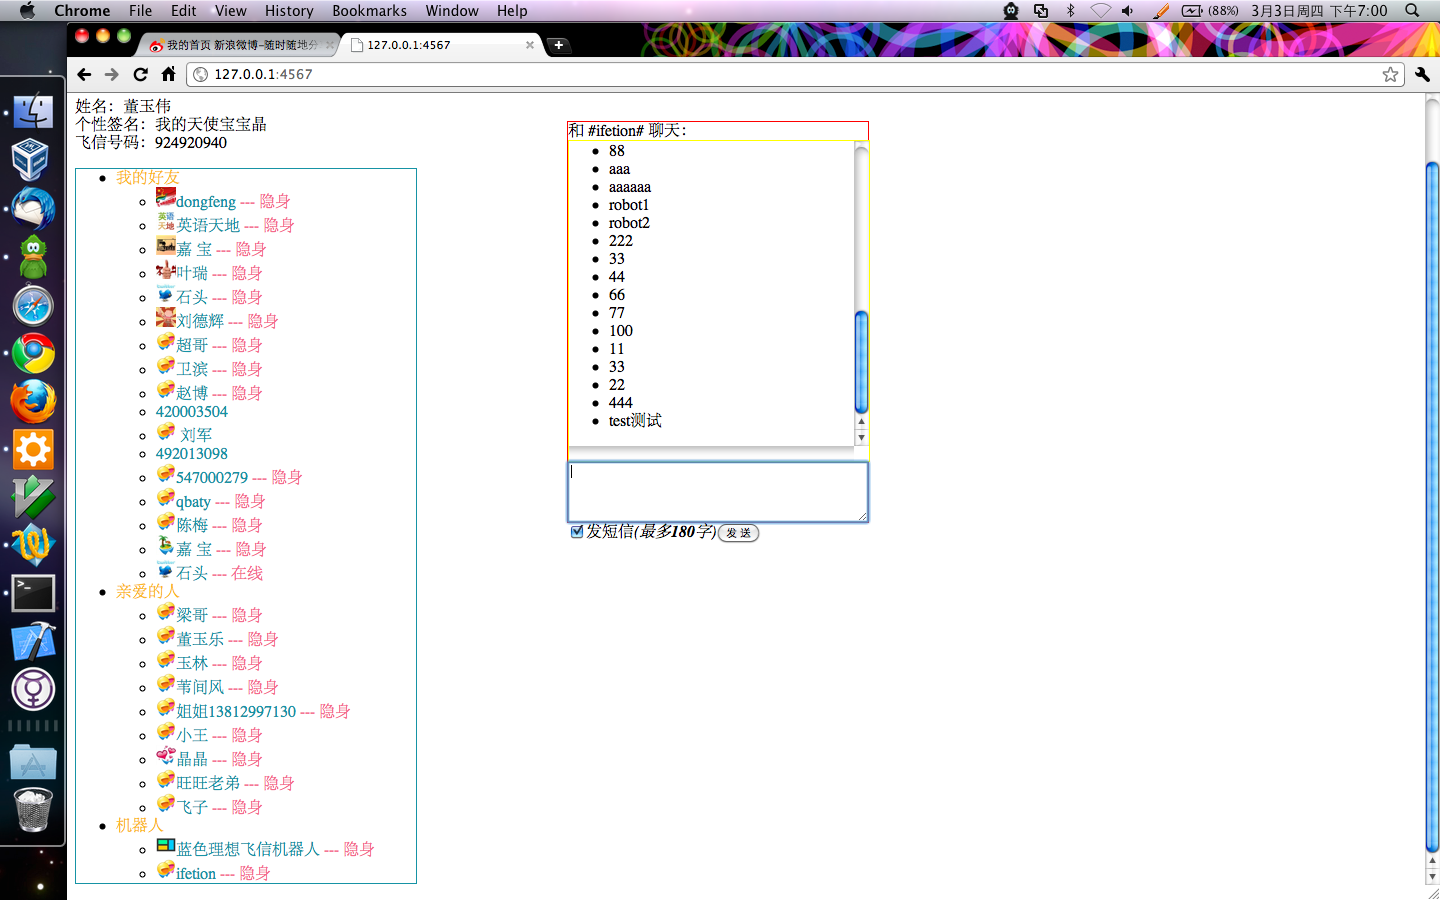 Chrome File Edit View History Bookmarks Window Help (88%) 3月3日周四 下午7:00
我的首页 新浪微博-随时随地分 127.0.0.1:4567
127.0.0.1:4567
姓名：董玉伟
个性签名：我的天使宝宝晶
飞信号码：924920940
我的好友
dongfeng --- 隐身
英语天地 --- 隐身
嘉 宝 --- 隐身
叶瑞 --- 隐身
石头 --- 隐身
刘德辉 --- 隐身
超哥 --- 隐身
卫滨 --- 隐身
赵博 --- 隐身
420003504
刘军
492013098
547000279 --- 隐身
qbaty --- 隐身
陈梅 --- 隐身
嘉 宝 --- 隐身
石头 --- 在线
亲爱的人
梁哥 --- 隐身
董玉乐 --- 隐身
玉林 --- 隐身
苇间风 --- 隐身
姐姐13812997130 --- 隐身
小王 --- 隐身
晶晶 --- 隐身
旺旺老弟 --- 隐身
飞子 --- 隐身
机器人
蓝色理想飞信机器人 --- 隐身
ifetion --- 隐身
和 #ifetion# 聊天：
88
aaa
aaaaaa
robot1
robot2
222
33
44
66
77
100
11
33
22
444
test测试
发短信(最多180字) 发 送